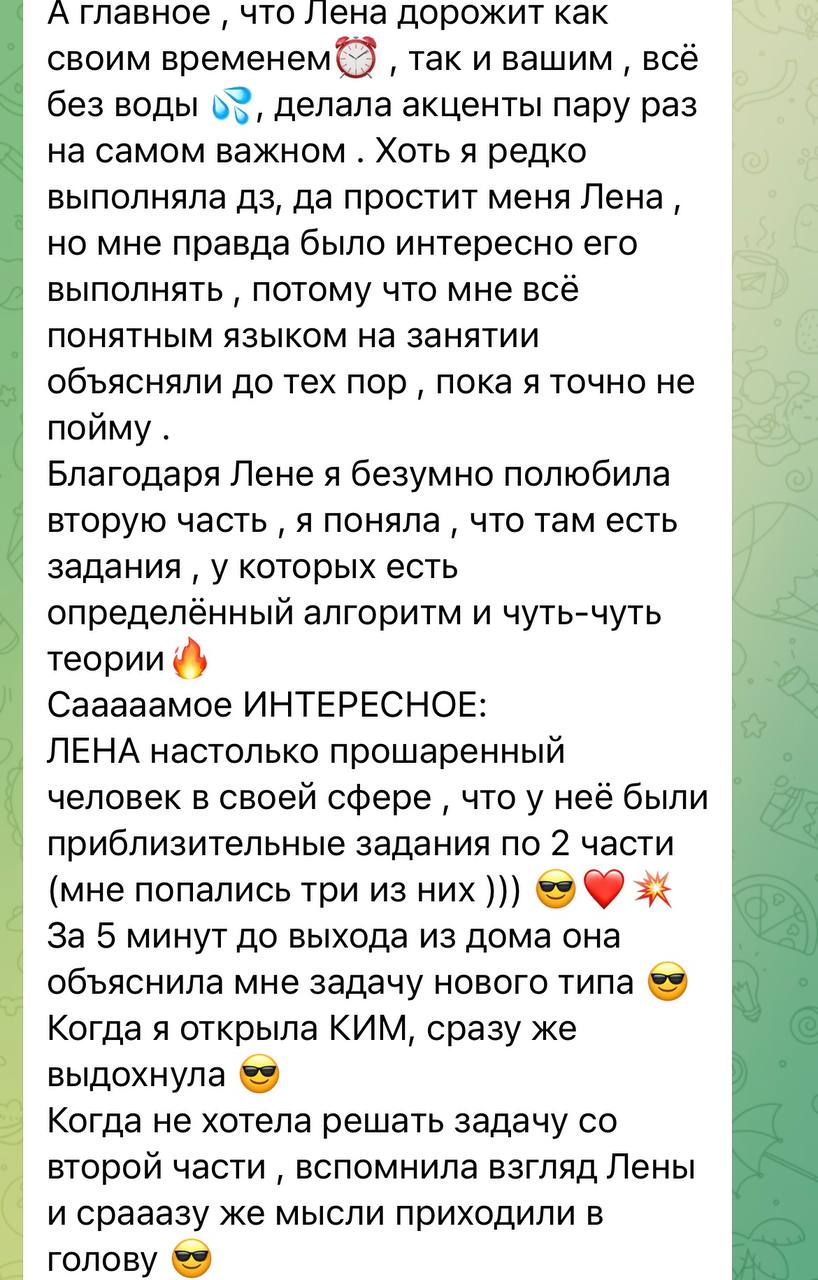 А главное , что Лена дорожит как
своим временем⏰ , так и вашим , всё
без воды 💦, делала акценты пару раз
на самом важном . Хоть я редко
выполняла дз, да простит меня Лена ,
но мне правда было интересно его
выполнять , потому что мне всё
понятным языком на занятии
объясняли до тех пор , пока я точно не
пойму .
Благодаря Лене я безумно полюбила
вторую часть , я поняла , что там есть
задания , у которых есть
определённый алгоритм и чуть-чуть
теории🔥
Сааааамое ИНТЕРЕСНОЕ:
ЛЕНА настолько прошаренный
человек в своей сфере , что у неё были
приблизительные задания по 2 части
(мне попались три из них ))) 😎❤️💥
За 5 минут до выхода из дома она
объяснила мне задачу нового типа 😎
Когда я открыла КИМ, сразу же
выдохнула 😎
Когда не хотела решать задачу со
второй части , вспомнила взгляд Лены
и срааазу же мысли приходили в
голову 😎